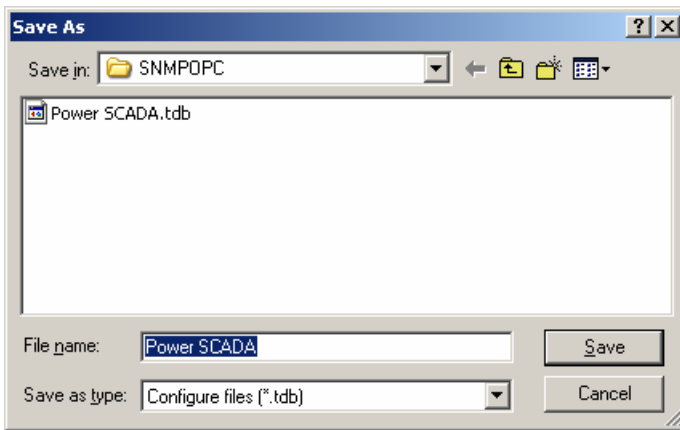 Save As
Save in: SNMPOPC
Power SCADA.tdb
File name: Power SCADA Save
Save as type: Configure files (*.tdb) Cancel